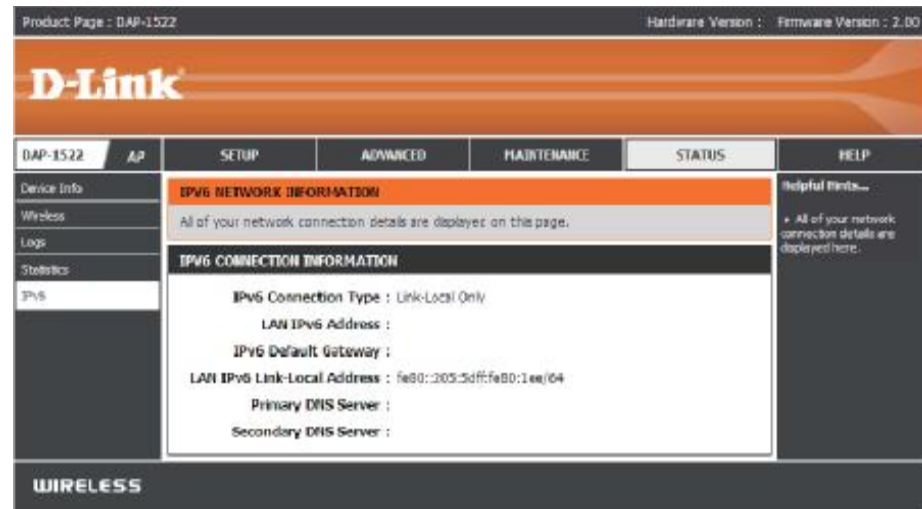 Product Page : DAP-1522 Hardware Version : Firmware Version : 2.00
D-Link
DAP-1522 AP SETUP ADVANCED MAINTENANCE STATUS HELP
Device Info
Wireless
Logs
Statistics
IPv6
IPV6 NETWORK INFORMATION
All of your network connection details are displayed on this page.
IPV6 CONNECTION INFORMATION
IPv6 Connection Type : Link-Local Only
LAN IPv6 Address :
IPv6 Default Gateway :
LAN IPv6 Link-Local Address : fe80::205:5dff:fe80:1ee/64
Primary DNS Server :
Secondary DNS Server :
Helpful Hints...
• All of your network
connection details are
displayed here.
WIRELESS